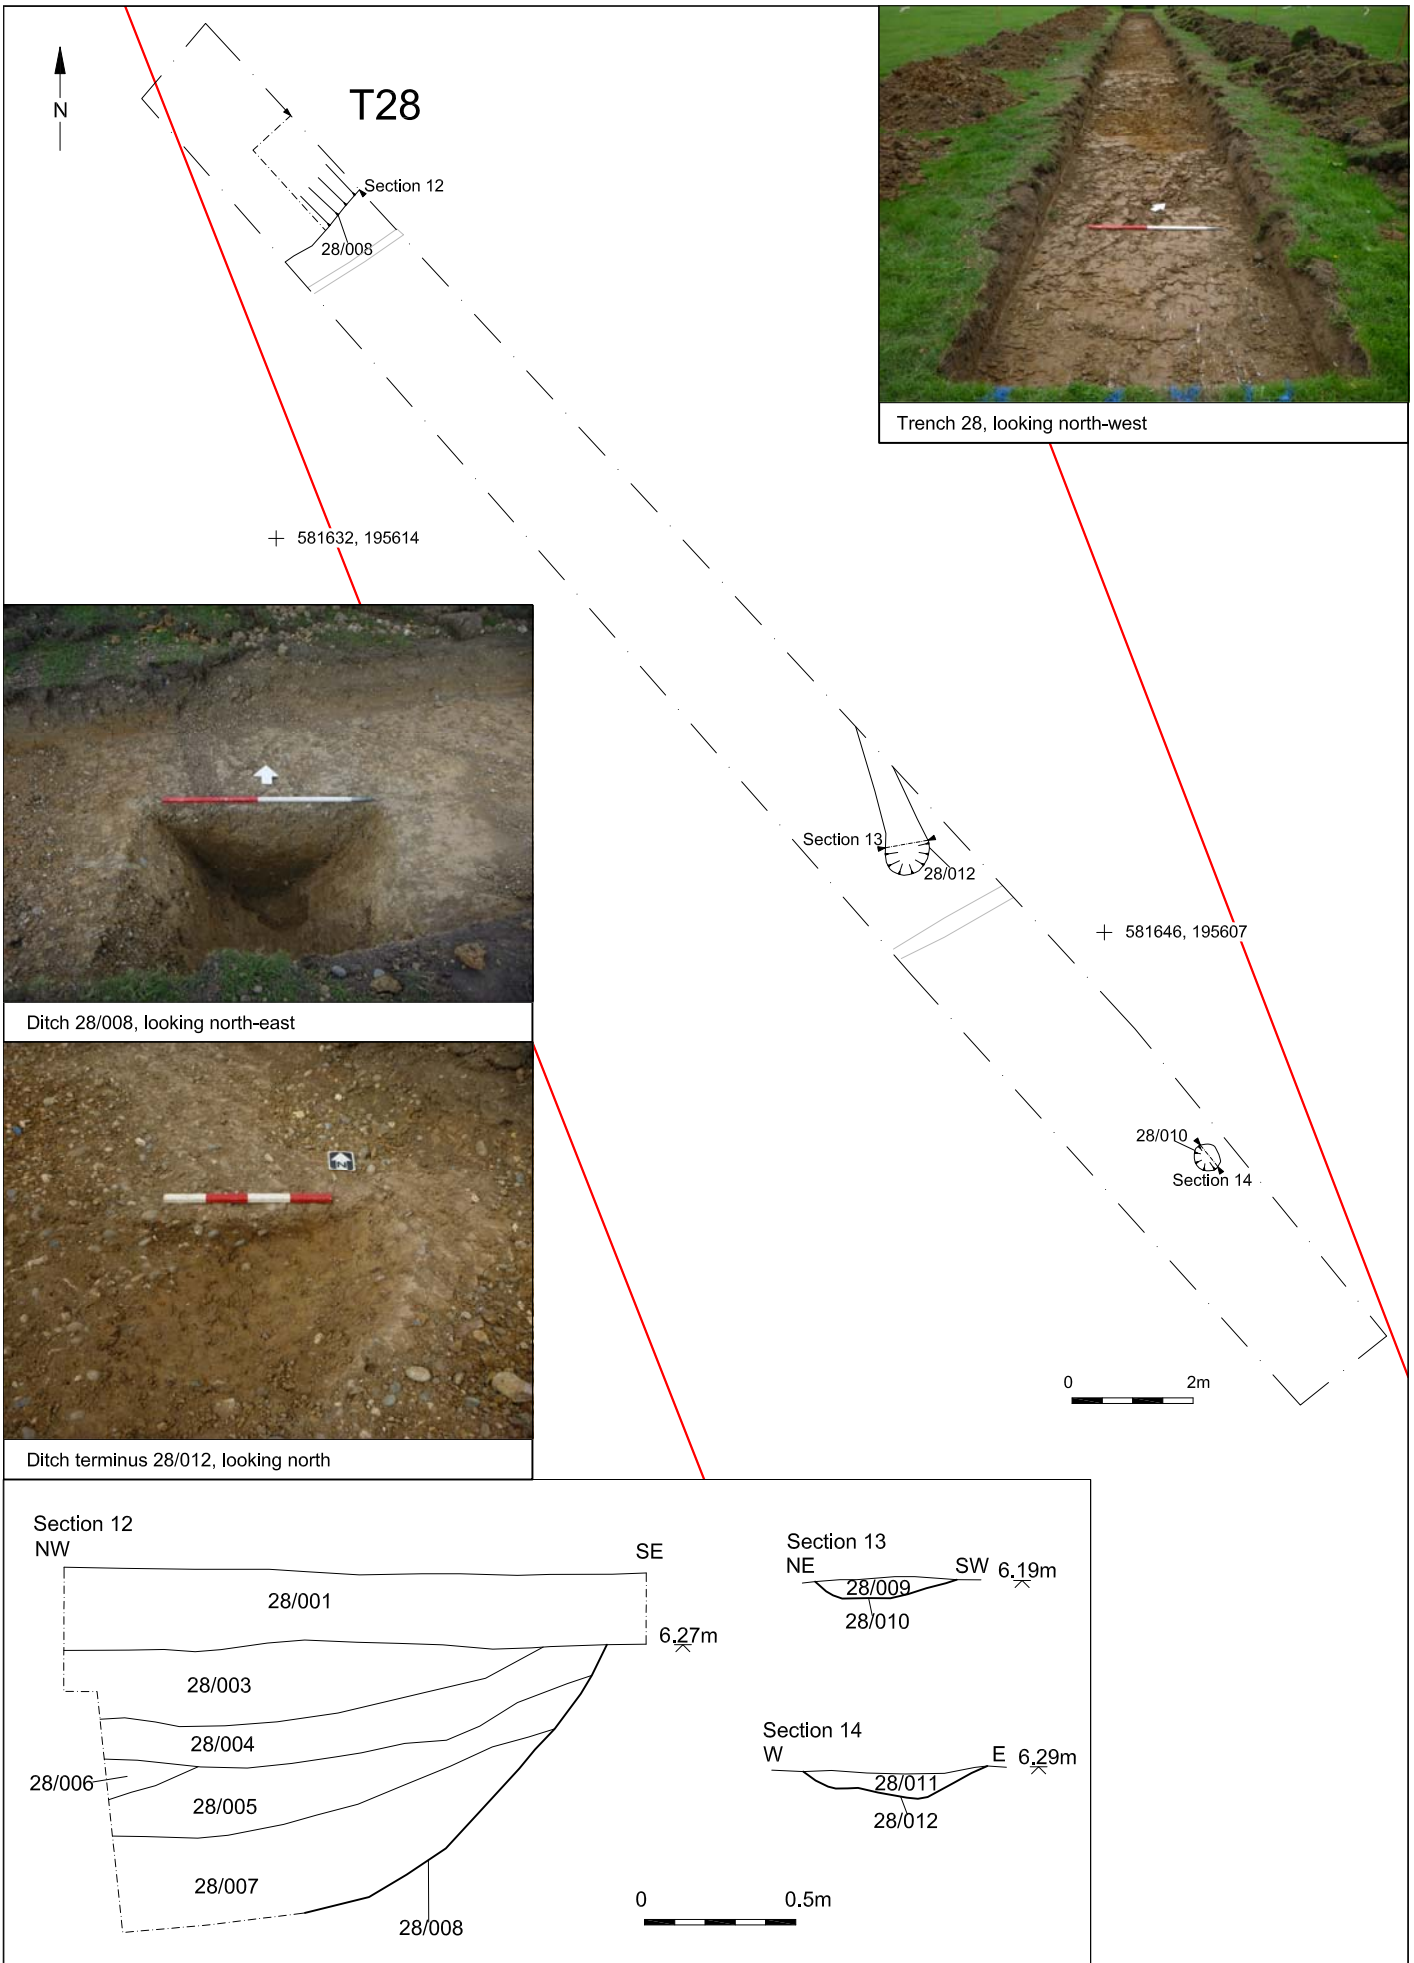 N
T28
Section 12
28/008
Trench 28, looking north-west
581632, 195614
Section 13
28/012
581646, 195607
28/010
Section 14
Ditch 28/008, looking north-east
N
Ditch terminus 28/012, looking north
0 2m
Section 12
NW SE
28/001
6.27m
28/003
28/004
28/006
28/005
28/007
28/008
Section 13
NE SW 6.19m
28/009
28/010
Section 14
W E 6.29m
28/011
28/012
0 0.5m